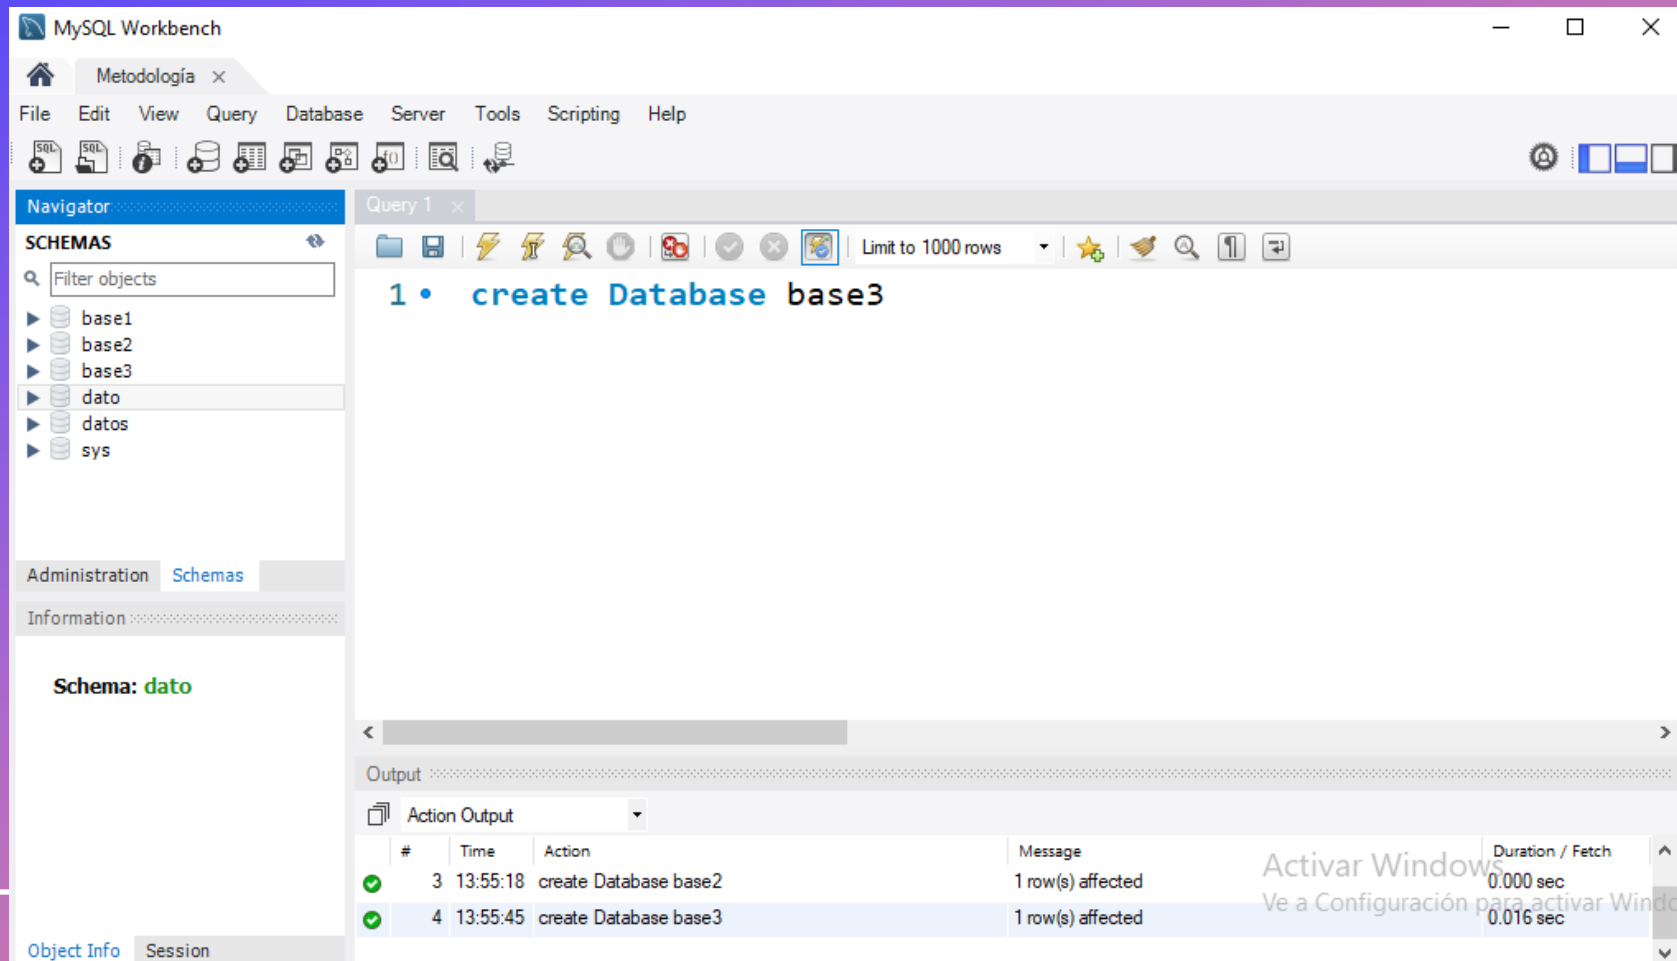 MySQL Workbench
Metodología
File Edit View Query Database Server Tools Scripting Help
Navigator
SCHEMAS
Filter objects
base1
base2
base3
dato
datos
sys
Administration Schemas
Information
Schema: dato
Object Info Session
Query 1
Limit to 1000 rows
1 create Database base3
Output
Action Output
# Time Action Message Duration / Fetch
3 13:55:18 create Database base2 1 row(s) affected 0.000 sec
4 13:55:45 create Database base3 1 row(s) affected 0.016 sec
Activar Windows
Ve a Configuración para activar Windo